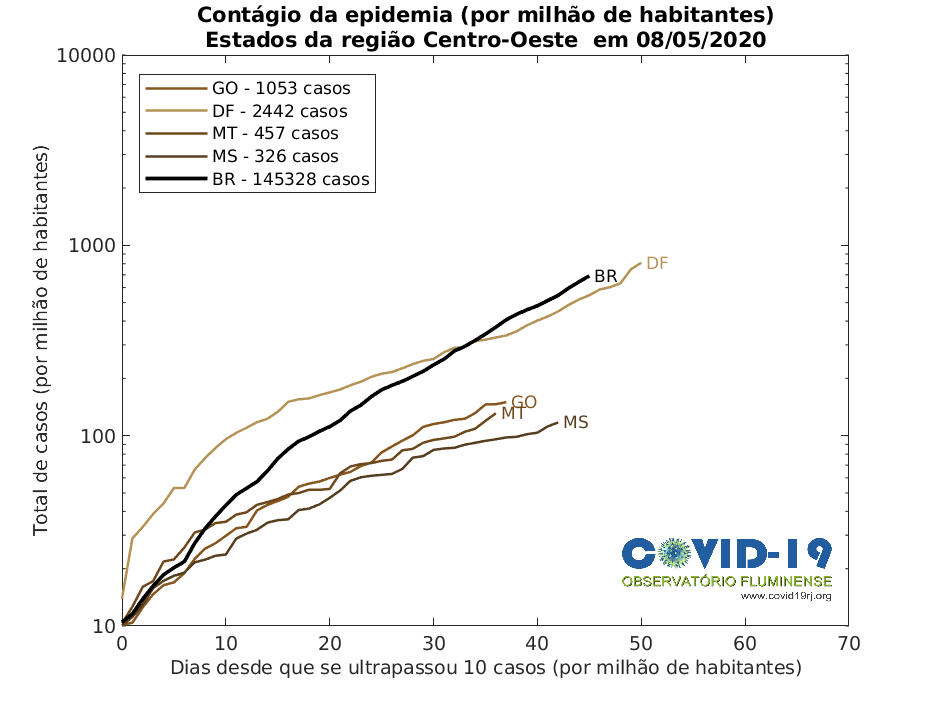 Contágio da epidemia (por milhão de habitantes)
Estados da região Centro-Oeste  em 08/05/2020
10000
1000
100
10
Total de casos (por milhão de habitantes)
GO - 1053 casos
DF - 2442 casos
MT - 457 casos
MS - 326 casos
BR - 145328 casos
DF
BR
GO
MT
MS
COVID-19
OBSERVATÓRIO FLUMINENSE
www.covid19rj.org
0 10 20 30 40 50 60 70
Dias desde que se ultrapassou 10 casos (por milhão de habitantes)